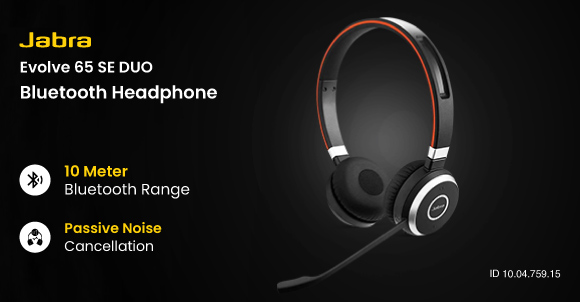 Jabra
Evolve 65 SE DUO
Bluetooth Headphone
10 Meter
Bluetooth Range
Passive Noise
Cancellation
Jabra
ID 10.04.759.15